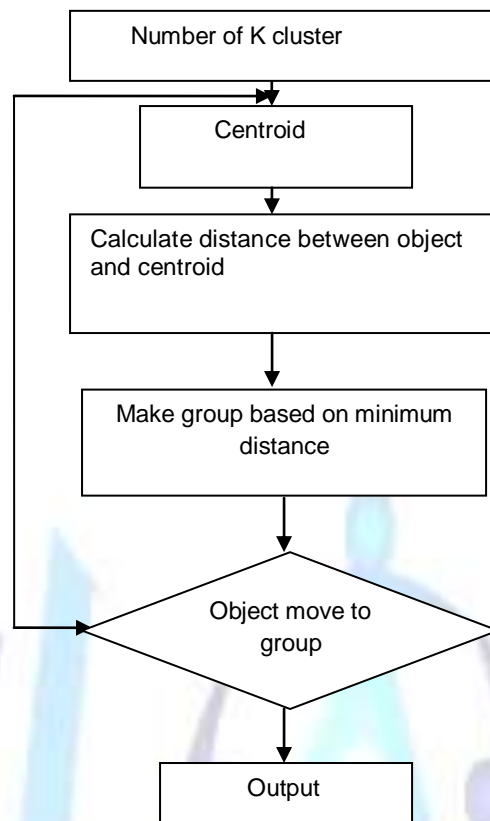 Number of K cluster
Centroid
Calculate distance between object
and centroid
Make group based on minimum
distance
Object move to
group
Output